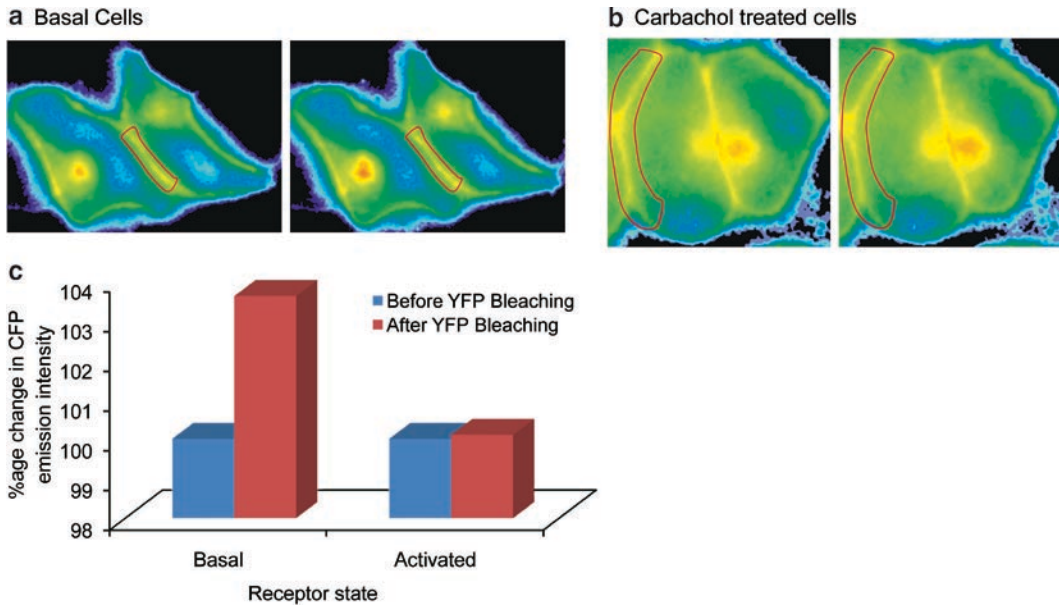 a Basal Cells
b Carbachol treated cells
c
%age change in CFP
emission intensity
104
103
102
101
100
99
98
Before YFP Bleaching
After YFP Bleaching
Basal
Activated
Receptor state